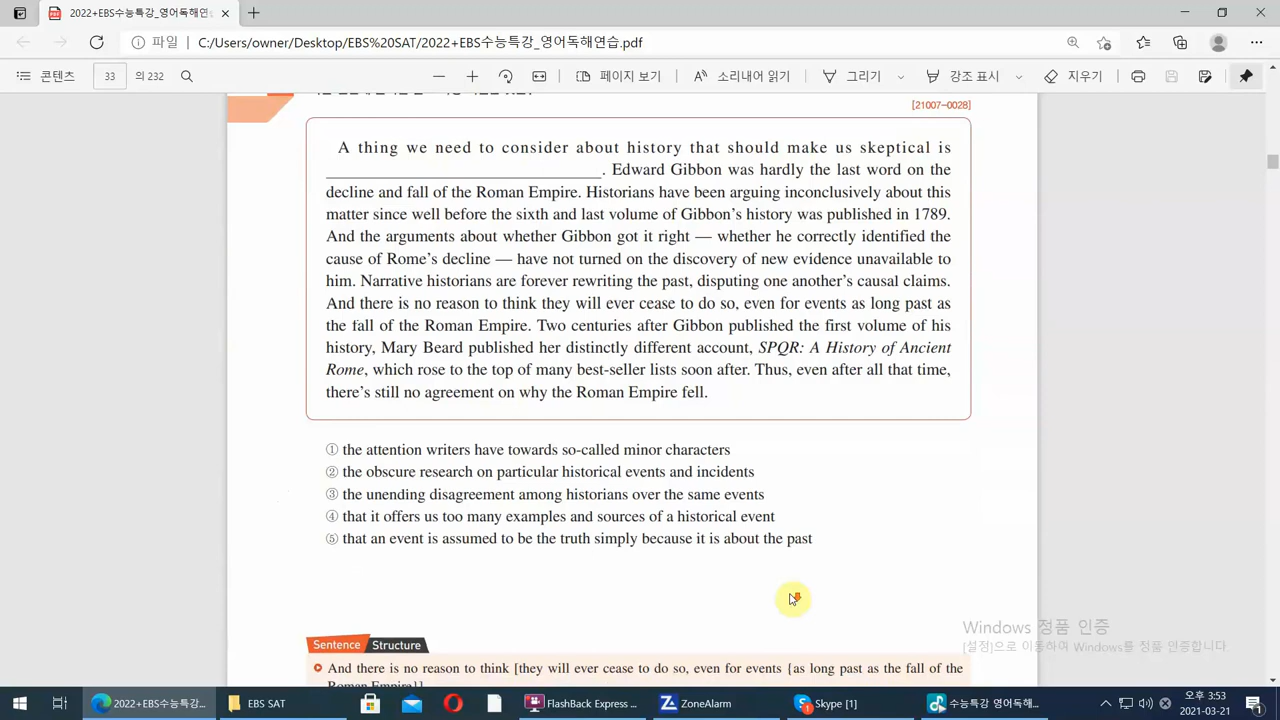 2022+EBS수능특강_영어독해연
파일
C:/Users/owner/Desktop/EBS%20SAT/2022+EBS수능특강_영어독해연습.pdf
콘텐츠
33
의 232
페이지 보기
소리내어 읽기
그리기
강조 표시
지우기
[21007-0028]
A thing we need to consider about history that should make us skeptical is
______________________________. Edward Gibbon was hardly the last word on the
decline and fall of the Roman Empire. Historians have been arguing inconclusively about this
matter since well before the sixth and last volume of Gibbon's history was published in 1789.
And the arguments about whether Gibbon got it right — whether he correctly identified the
cause of Rome's decline — have not turned on the discovery of new evidence unavailable to
him. Narrative historians are forever rewriting the past, disputing one another's causal claims.
And there is no reason to think they will ever cease to do so, even for events as long past as
the fall of the Roman Empire. Two centuries after Gibbon published the first volume of his
history, Mary Beard published her distinctly different account, SPQR: A History of Ancient
Rome, which rose to the top of many best-seller lists soon after. Thus, even after all that time,
there's still no agreement on why the Roman Empire fell.
① the attention writers have towards so-called minor characters
② the obscure research on particular historical events and incidents
③ the unending disagreement among historians over the same events
④ that it offers us too many examples and sources of a historical event
⑤ that an event is assumed to be the truth simply because it is about the past
Windows 정품 인증
[설정]으로 이동하여 Windows를 정품 인증합니다.
Sentence Structure
And there is no reason to think [they will ever cease to do so, even for events {as long past as the fall of the
Roman Empire}].
2022+EBS수능특강...
EBS SAT
FlashBack Express ...
ZoneAlarm
Skype [1]
수능특강 영어독해...
오후 3:53
2021-03-21